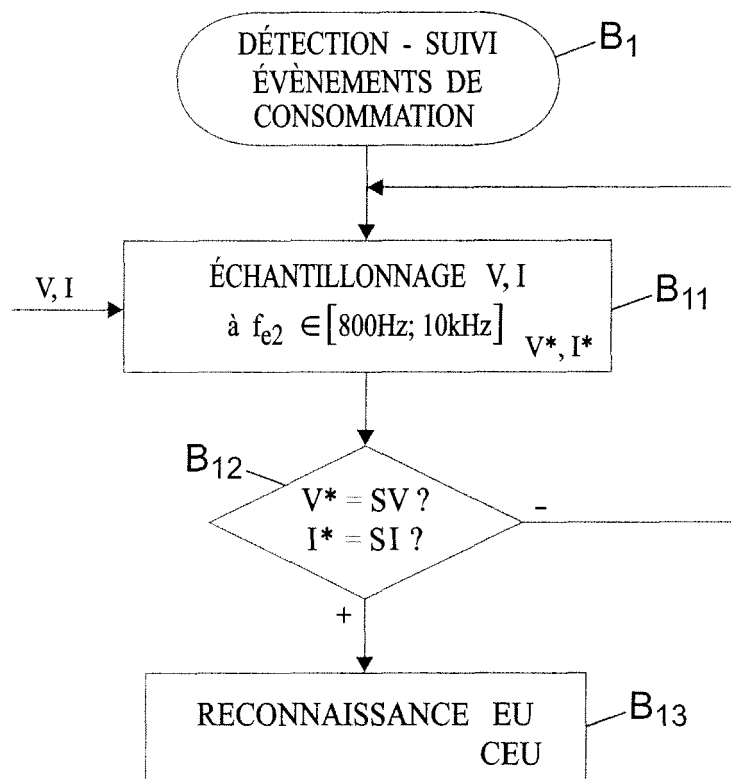 DÉTECTION - SUIVI
ÉVÈNEMENTS DE
CONSOMMATION
B1
V, I
ÉCHANTILLONNAGE V, I
à fe2 ∈ [800Hz; 10kHz]
V*, I*
B11
B12
V* = SV ?
I* = SI ?
-
+
RECONNAISSANCE EU
CEU
B13